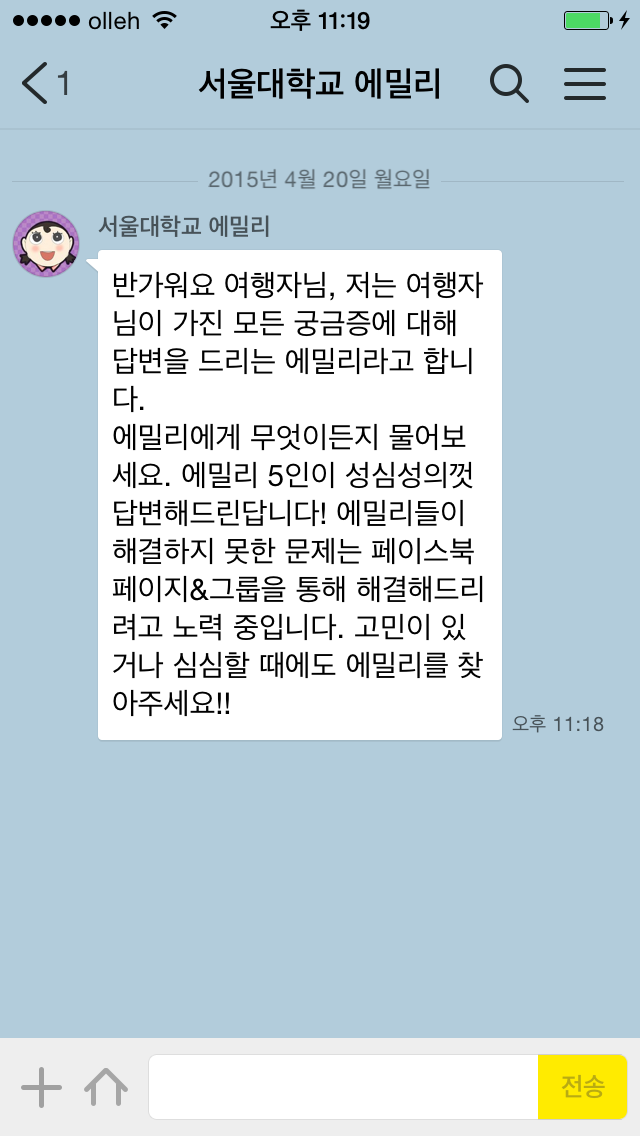 olleh 오후 11:19
1 서울대학교 에밀리
2015년 4월 20일 월요일
서울대학교 에밀리
반가워요 여행자님, 저는 여행자
님이 가진 모든 궁금증에 대해
답변을 드리는 에밀리라고 합니
다.
에밀리에게 무엇이든지 물어보
세요. 에밀리 5인이 성심성의껏
답변해드린답니다! 에밀리들이
해결하지 못한 문제는 페이스북
페이지&그룹을 통해 해결해드리
려고 노력 중입니다. 고민이 있
거나 심심할 때에도 에밀리를 찾
아주세요!!
오후 11:18
전송